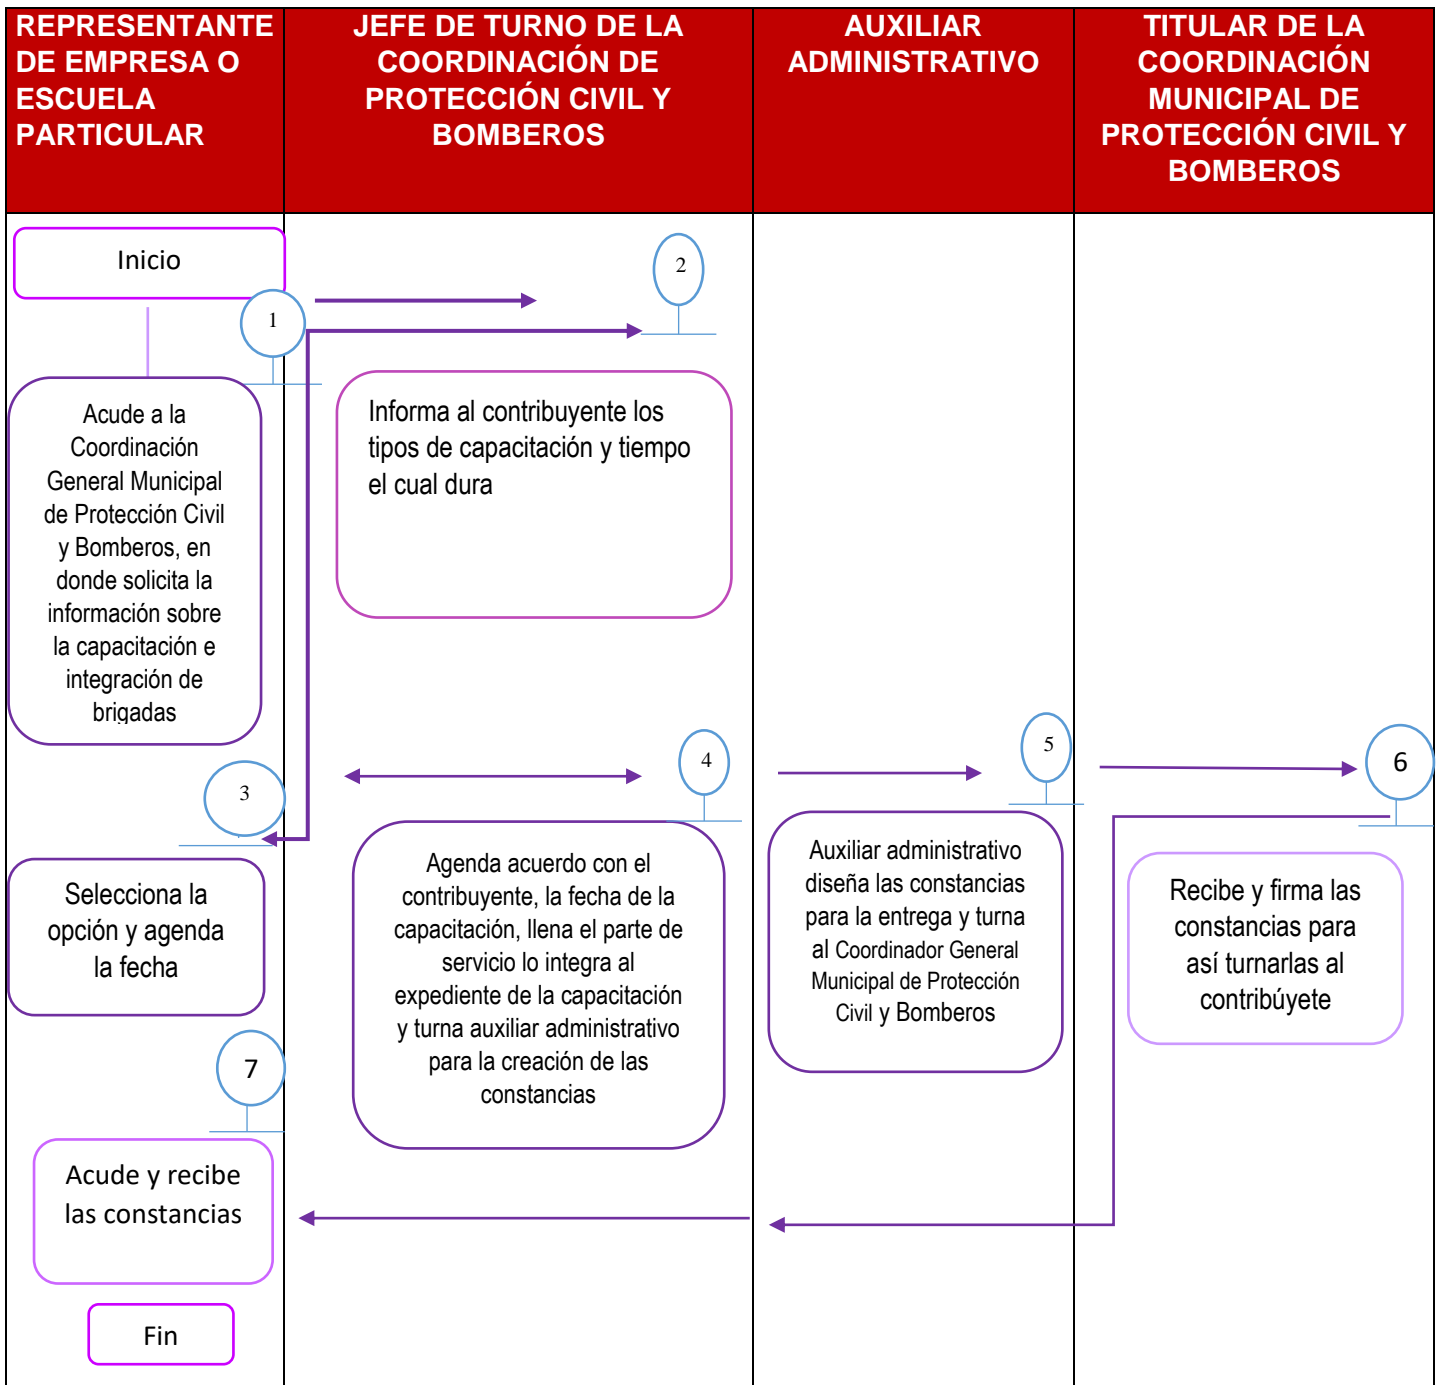 REPRESENTANTE
DE EMPRESA O
ESCUELA
PARTICULAR
JEFE DE TURNO DE LA
COORDINACIÓN DE
PROTECCIÓN CIVIL Y
BOMBEROS
AUXILIAR
ADMINISTRATIVO
TITULAR DE LA
COORDINACIÓN
MUNICIPAL DE
PROTECCIÓN CIVIL Y
BOMBEROS
Inicio
1
2
Acude a la
Coordinación
General Municipal
de Protección Civil
y Bomberos, en
donde solicita la
información sobre
la capacitación e
integración de
brigadas
Informa al contribuyente los
tipos de capacitación y tiempo
el cual dura
3
4
5
6
Selecciona la
opción y agenda
la fecha
Agenda acuerdo con el
contribuyente, la fecha de la
capacitación, llena el parte de
servicio lo integra al
expediente de la capacitación
y turna auxiliar administrativo
para la creación de las
constancias
Auxiliar administrativo
diseña las constancias
para la entrega y turna
al Coordinador General
Municipal de Protección
Civil y Bomberos
Recibe y firma las
constancias para
así turnarlas al
contribúyete
7
Acude y recibe
las constancias
Fin